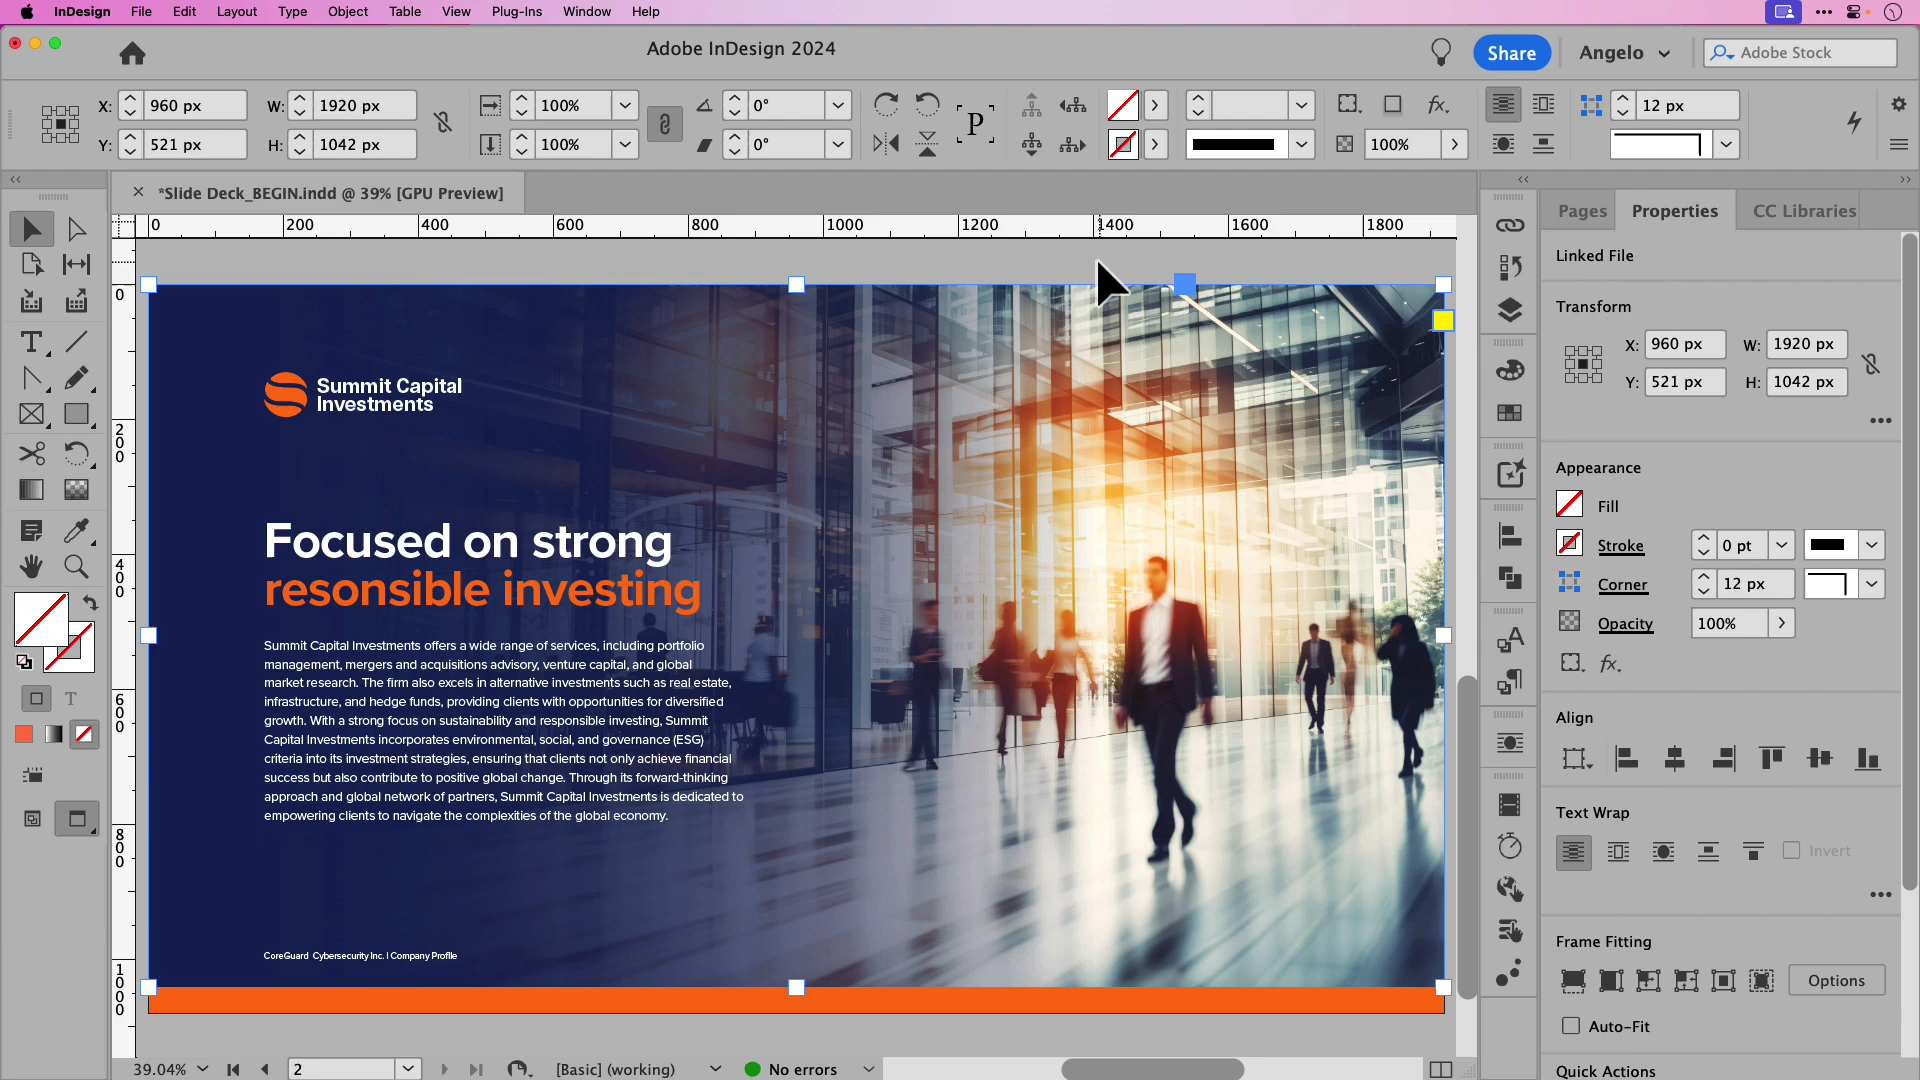 InDesign File Edit Layout Type Object Table View Plug-Ins Window Help
Adobe InDesign 2024
Share
Angelo
Adobe Stock
X: 960 px W: 1920 px 100% 0° 12 px
Y: 521 px H: 1042 px 100% 0° 100%
P
fx
*Slide Deck_BEGIN.indd @ 39% [GPU Preview]
0 200 400 600 800 1000 1200 1400 1600 1800
0
200
400
600
800
1000
Summit Capital
Investments
Focused on strong
resonsible investing
Summit Capital Investments offers a wide range of services, including portfolio
management, mergers and acquisitions advisory, venture capital, and global
market research. The firm also excels in alternative investments such as real estate,
infrastructure, and hedge funds, providing clients with opportunities for diversified
growth. With a strong focus on sustainability and responsible investing, Summit
Capital Investments incorporates environmental, social, and governance (ESG)
criteria into its investment strategies, ensuring that clients not only achieve financial
success but also contribute to positive global change. Through its forward-thinking
approach and global network of partners, Summit Capital Investments is dedicated to
empowering clients to navigate the complexities of the global economy.
CoreGuard Cybersecurity Inc. I Company Profile
39.04% 2 [Basic] (working) No errors
Pages Properties CC Libraries
Linked File
Transform
X: 960 px W: 1920 px
Y: 521 px H: 1042 px
Appearance
Fill
Stroke 0 pt
Corner 12 px
Opacity 100%
fx
Align
Text Wrap
Invert
Frame Fitting
Options
Auto-Fit
Quick Actions